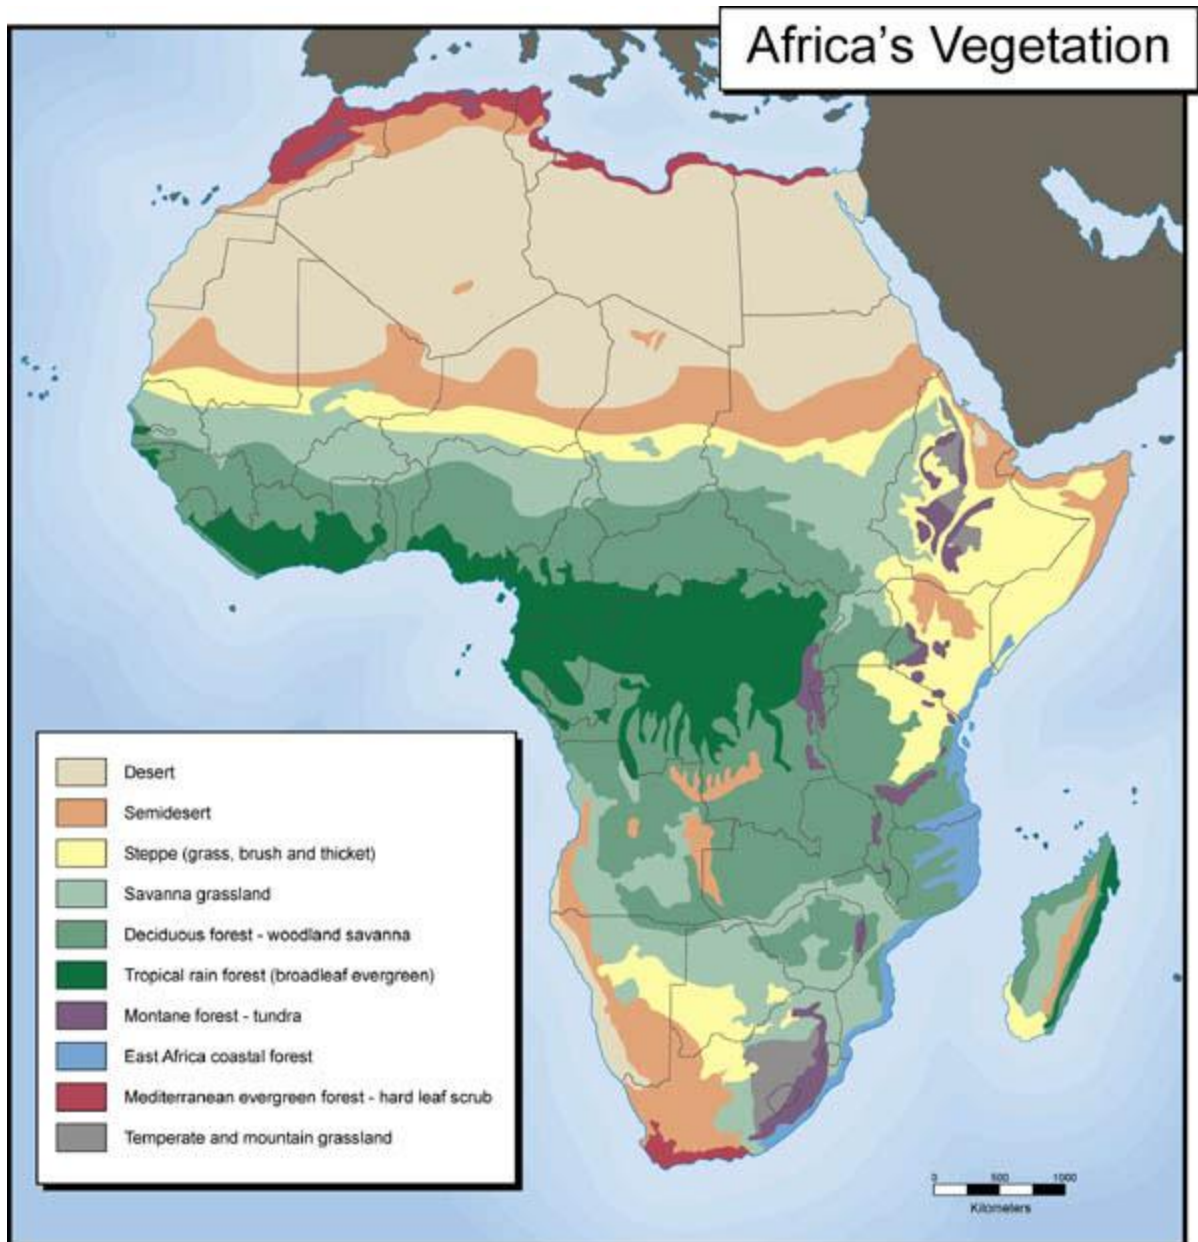 Africa's Vegetation
Desert
Semidesert
Steppe (grass, brush and thicket)
Savanna grassland
Deciduous forest - woodland savanna
Tropical rain forest (broadleaf evergreen)
Montane forest - tundra
East Africa coastal forest
Mediterranean evergreen forest - hard leaf scrub
Temperate and mountain grassland
0 500 1000
Kilometers